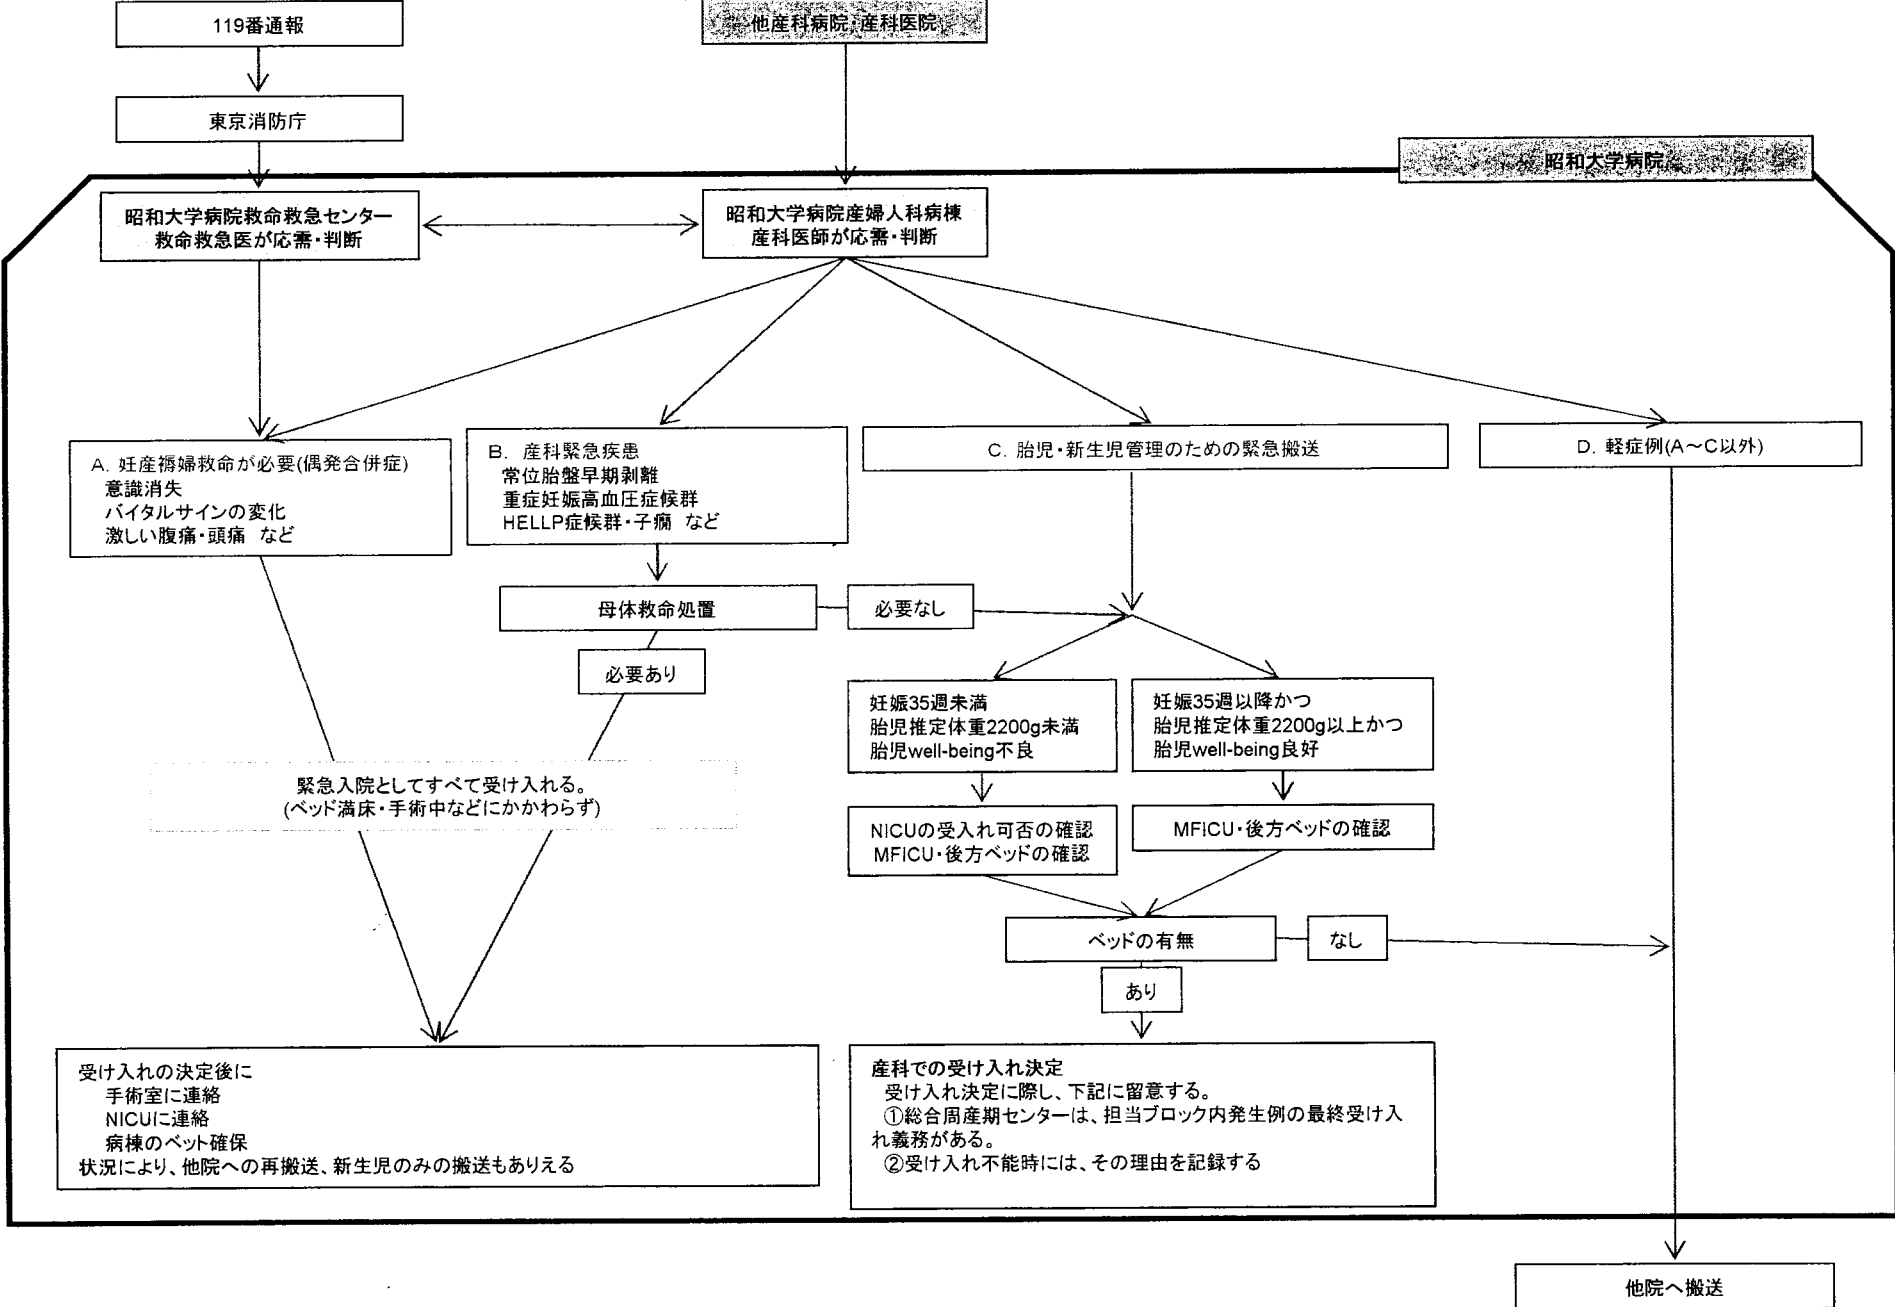 119番通報
他産科病院・産科医院
東京消防庁
昭和大学病院
昭和大学病院救命救急センター
救命救急医が応需・判断
昭和大学病院産婦人科病棟
産科医師が応需・判断
A. 妊産褥婦救命が必要(偶発合併症)
意識消失
バイタルサインの変化
激しい腹痛・頭痛 など
B. 産科緊急疾患
常位胎盤早期剥離
重症妊娠高血圧症候群
HELLP症候群・子癇 など
C. 胎児・新生児管理のための緊急搬送
D. 軽症例(A～C以外)
母体救命処置
必要なし
必要あり
妊娠35週未満
胎児推定体重2200g未満
胎児well-being不良
妊娠35週以降かつ
胎児推定体重2200g以上かつ
胎児well-being良好
緊急入院としてすべて受け入れる。
(ベッド満床・手術中などにかかわらず)
NICUの受入れ可否の確認
MFICU・後方ベッドの確認
MFICU・後方ベッドの確認
ベッドの有無
なし
あり
受け入れの決定後に
手術室に連絡
NICUに連絡
病棟のベット確保
状況により、他院への再搬送、新生児のみの搬送もありえる
産科での受け入れ決定
受け入れ決定に際し、下記に留意する。
①総合周産期センターは、担当ブロック内発生例の最終受け入
れ義務がある。
②受け入れ不能時には、その理由を記録する
他院へ搬送